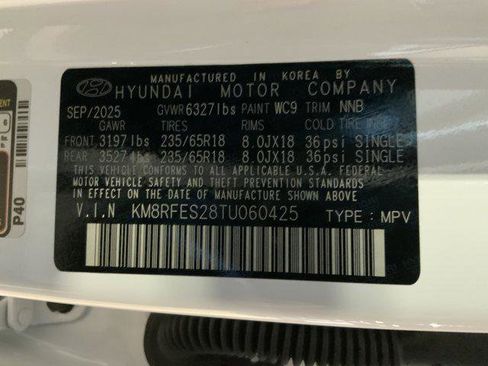 MANUFACTURED IN KOREA BY
HYUNDAI MOTOR COMPANY
SEP/2025 GVWR 6327lbs PAINT WC9 TRIM NNB
GAWR TIRES RIMS COLD TIRE
FRONT 3197lbs 235/65R18 8.0JX18 36psi SINGLE
REAR 3527lbs 235/65R18 8.0JX18 36psi SINGLE
THIS VEHICLE CONFORMS TO ALL APPLICABLE U.S.A. FEDERAL
MOTOR VEHICLE SAFETY STANDARDS IN EFFECT ON THE DATE OF
MANUFACTURE SHOWN ABOVE.
V.I.N KM8RFES28TU060425 TYPE : MPV
6
P40